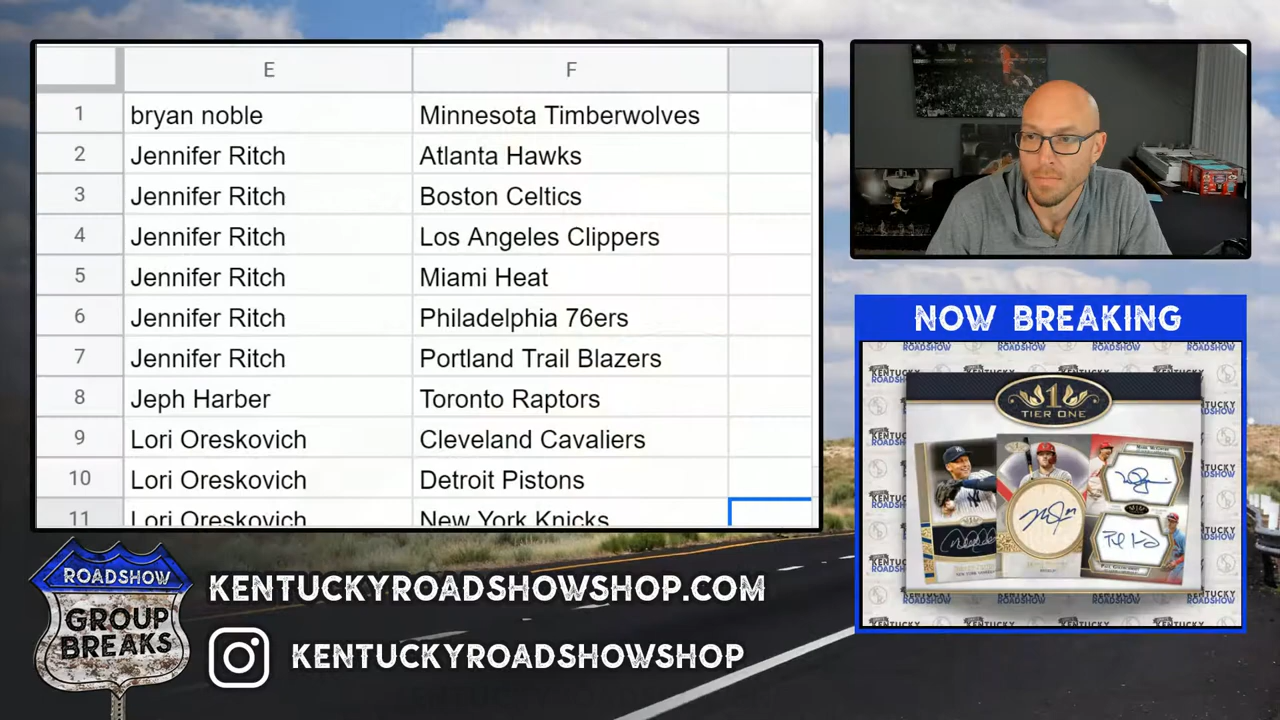 E F
1 bryan noble Minnesota Timberwolves
2 Jennifer Ritch Atlanta Hawks
3 Jennifer Ritch Boston Celtics
4 Jennifer Ritch Los Angeles Clippers
5 Jennifer Ritch Miami Heat
6 Jennifer Ritch Philadelphia 76ers
7 Jennifer Ritch Portland Trail Blazers
8 Jeph Harber Toronto Raptors
9 Lori Oreskovich Cleveland Cavaliers
10 Lori Oreskovich Detroit Pistons
11 Lori Oreskovich New York Knicks
NOW BREAKING
KENTUCKY
ROADSHOW
1
TIER ONE
ROADSHOW
GROUP
BREAKS
KENTUCKYROADSHOWSHOP.COM
KENTUCKYROADSHOWSHOP